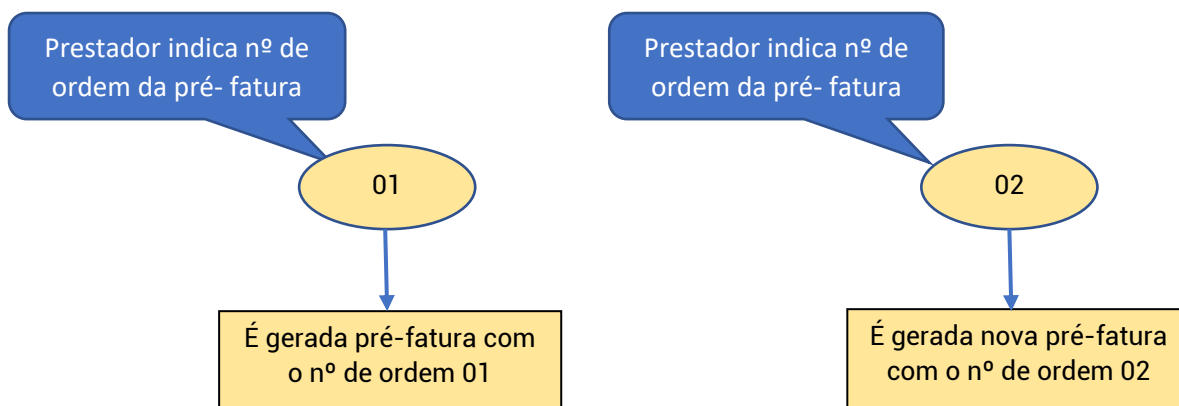 Prestador indica nº de
ordem da pré- fatura
01
É gerada pré-fatura com
o nº de ordem 01
Prestador indica nº de
ordem da pré- fatura
02
É gerada nova pré-fatura
com o nº de ordem 02